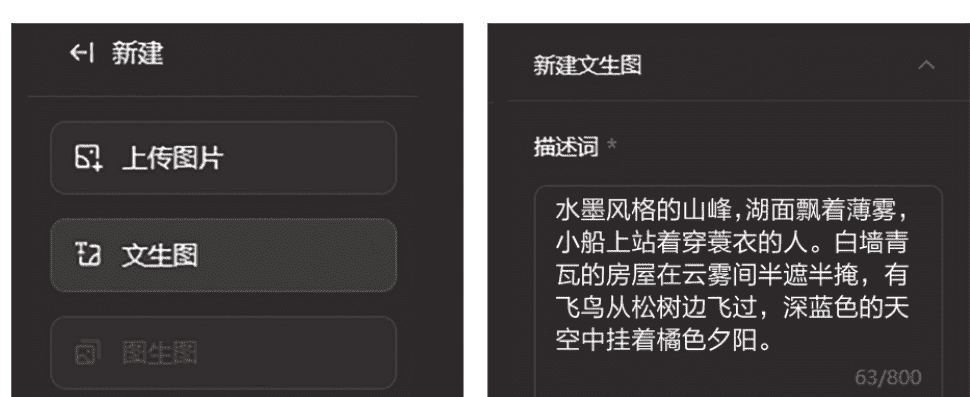 新建
上传图片
文生图
图生图
新建文生图
描述词 *
水墨风格的山峰,湖面飘着薄雾，
小船上站着穿蓑衣的人。白墙青
瓦的房屋在云雾间半遮半掩，有
飞鸟从松树边飞过，深蓝色的天
空中挂着橘色夕阳。
63/800